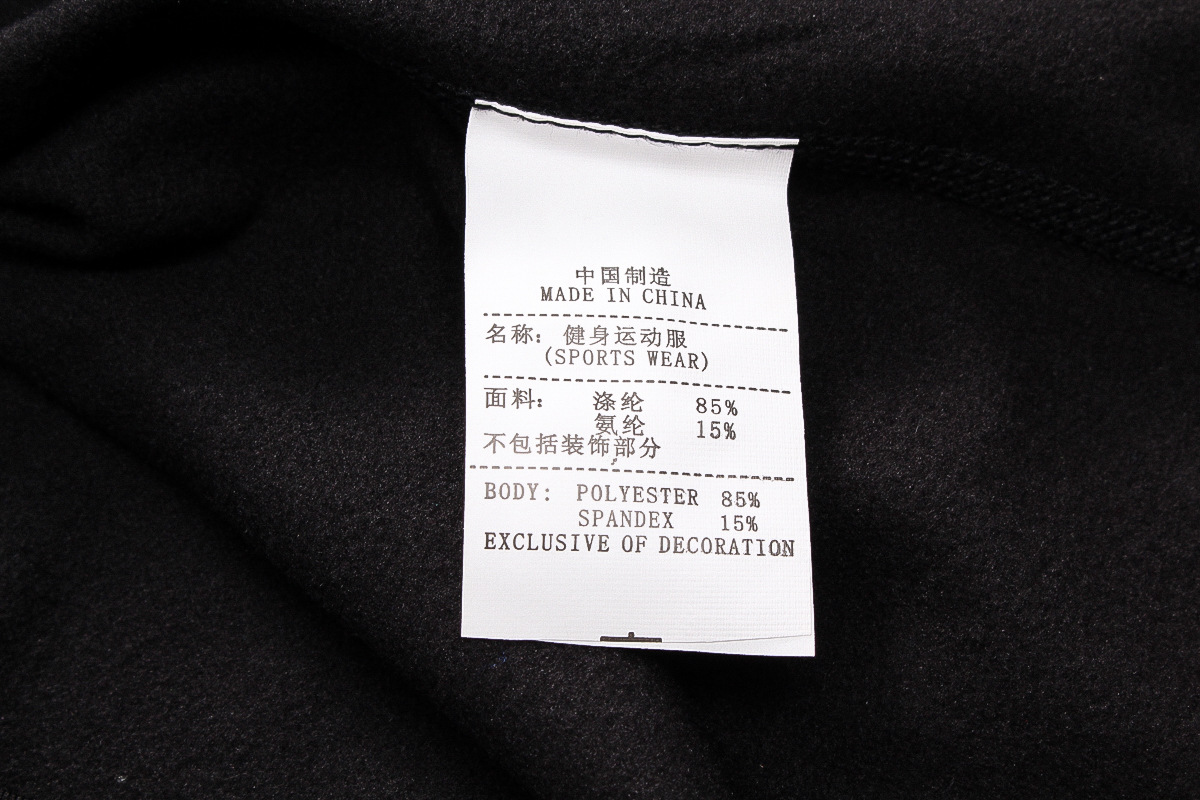 中国制造
MADE IN CHINA
名称: 健身运动服
(SPORTS WEAR)
面料: 涤纶 85%
氨纶 15%
不包括装饰部分
BODY: POLYESTER 85%
SPANDEX 15%
EXCLUSIVE OF DECORATION